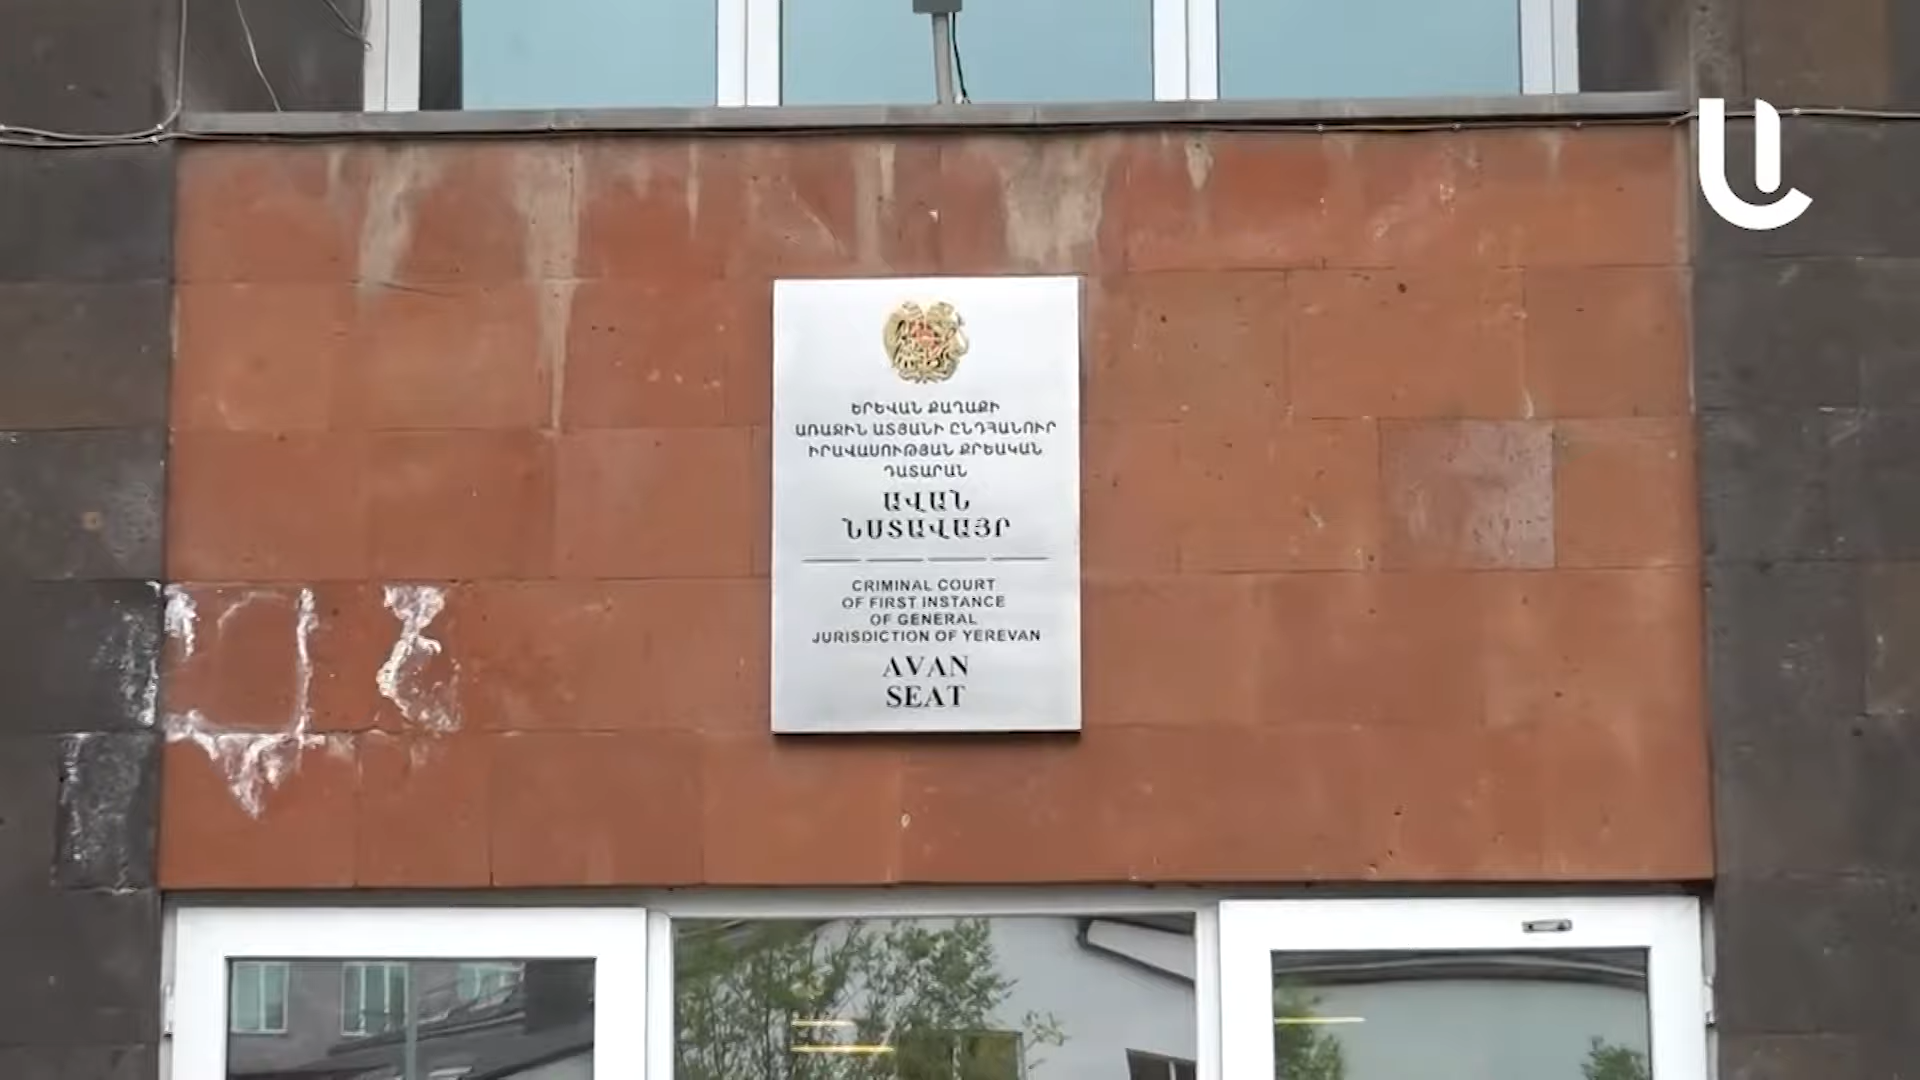 ԵՐԵՎԱՆ ՔԱՂԱՔԻ
ԱՌԱՋԻՆ ԱՏՅԱՆԻ ԸՆԴՀԱՆՈՒՐ
ԻՐԱՎԱՍՈՒԹՅԱՆ ՔՐԵԱԿԱՆ
ԴԱՏԱՐԱՆ
ԱՎԱՆ
ՆՍՏԱՎԱՅՐ
CRIMINAL COURT
OF FIRST INSTANCE
OF GENERAL
JURISDICTION OF YEREVAN
AVAN
SEAT